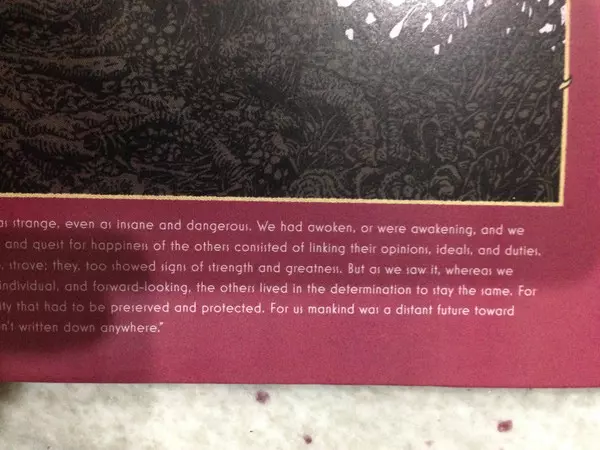 as strange, even as insane and dangerous. We had awoken, or were awakening, and we
and quest for happiness of the others consisted of linking their opinions, ideals, and duties,
, strove; they, too showed signs of strength and greatness. But as we saw it, whereas we
individual, and forward-looking, the others lived in the determination to stay the same. For
ity that had to be preserved and protected. For us mankind was a distant future toward
n't written down anywhere."